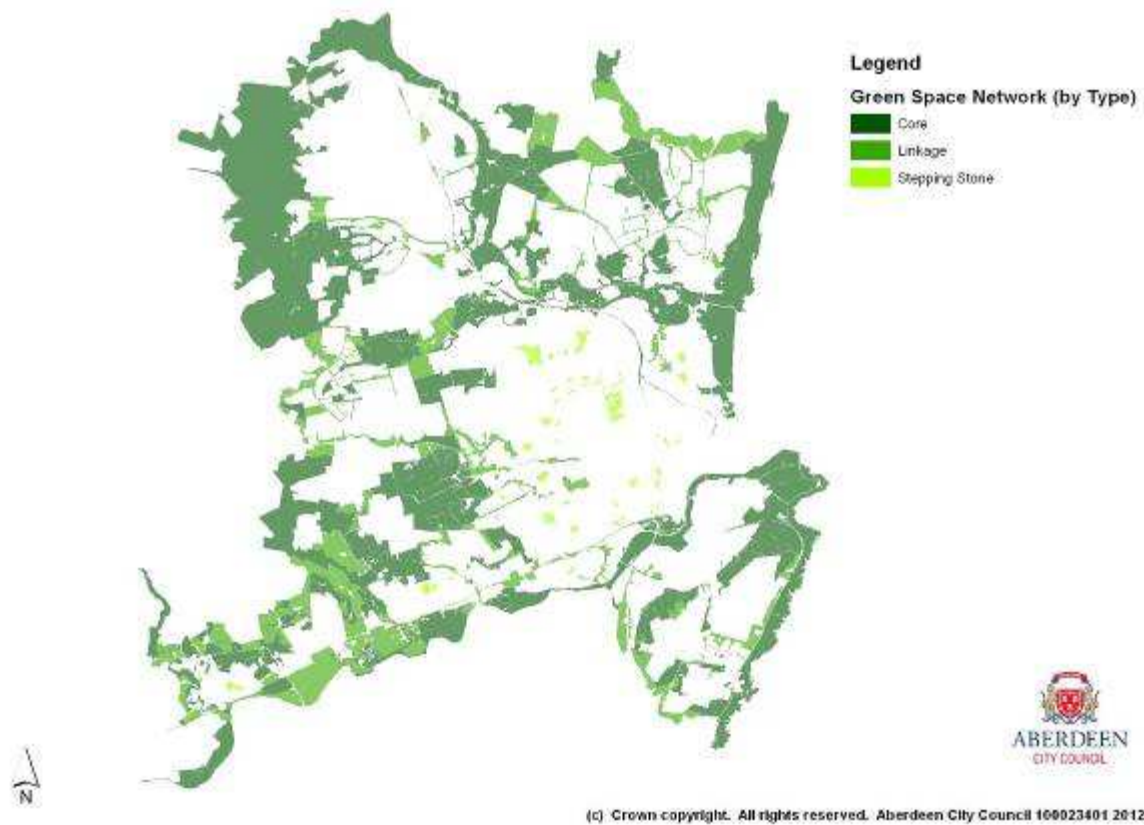 Legend
Green Space Network (by Type)
Core
Linkage
Stepping Stone
ABERDEEN
CITY COUNCIL
N
(c) Crown copyright. All rights reserved. Aberdeen City Council 100023401 2012